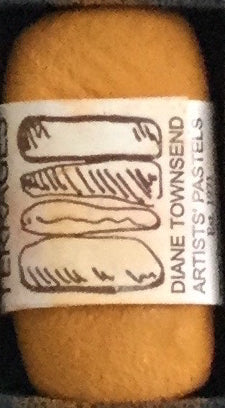 TERRAGES
DIANE TOWNSEND
ARTISTS' PASTELS